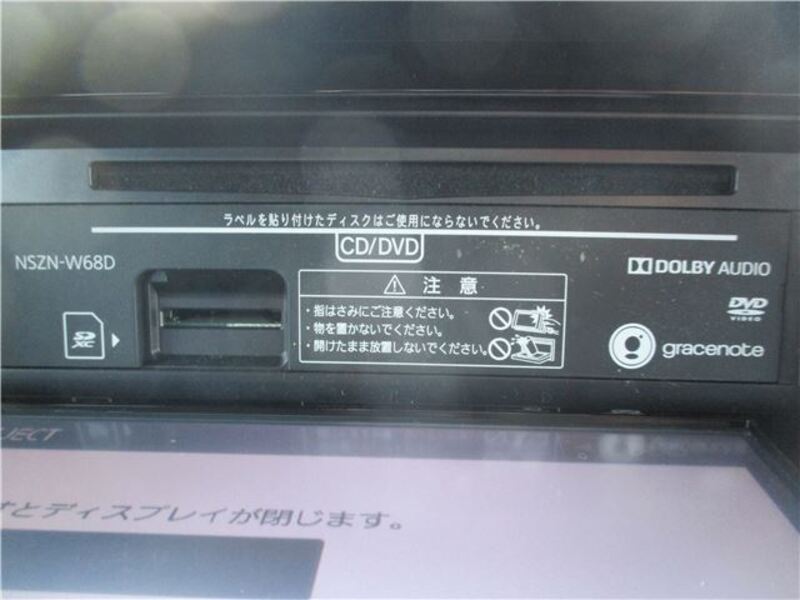 ラベルを貼り付けたディスクはご使用にならないでください。
CD/DVD
NSZN-W68D
SD XC
注意
・指はさみにご注意ください。
・物を置かないでください。
・開けたまま放置しないでください。
DOLBY AUDIO
DVD
VIDEO
gracenote
JECT
すとディスプレイが閉じます。